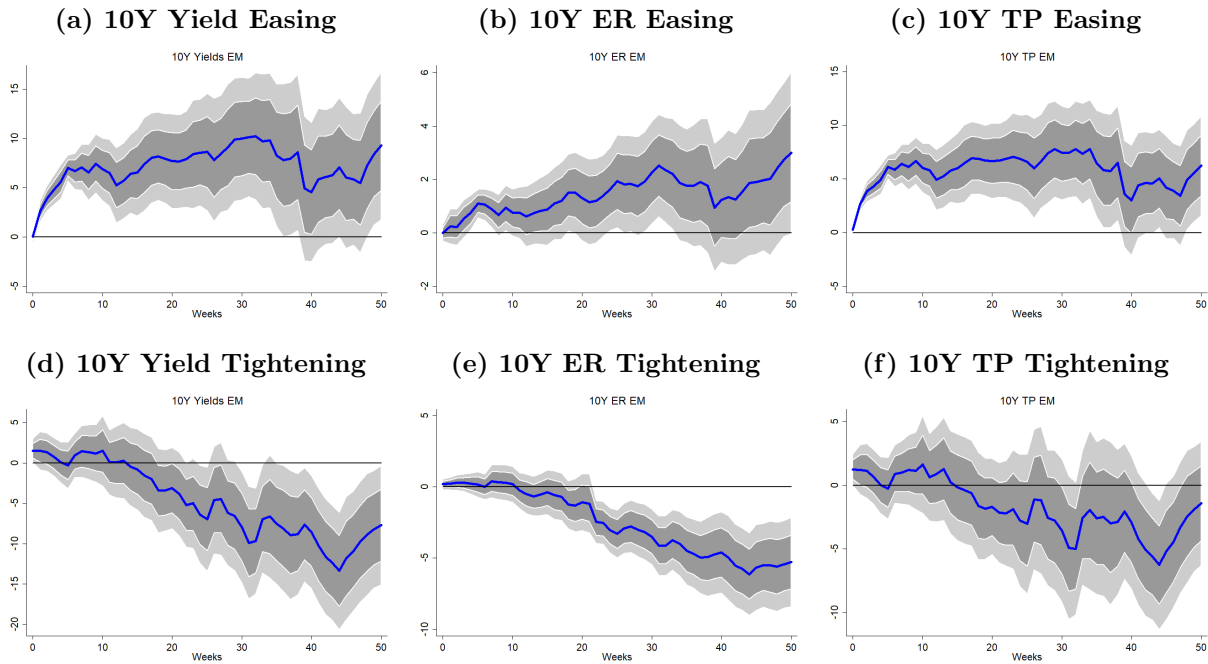 (a) 10Y Yield Easing
10Y Yields EM
15
10
5
0
-5
0 10 20 30 40 50
Weeks
(b) 10Y ER Easing
10Y ER EM
6
4
2
0
-2
0 10 20 30 40 50
Weeks
(c) 10Y TP Easing
10Y TP EM
15
10
5
0
-5
0 10 20 30 40 50
Weeks
(d) 10Y Yield Tightening
10Y Yields EM
5
0
-5
-10
-15
-20
0 10 20 30 40 50
Weeks
(e) 10Y ER Tightening
10Y ER EM
5
0
-5
-10
0 10 20 30 40 50
Weeks
(f) 10Y TP Tightening
10Y TP EM
5
0
-5
-10
0 10 20 30 40 50
Weeks